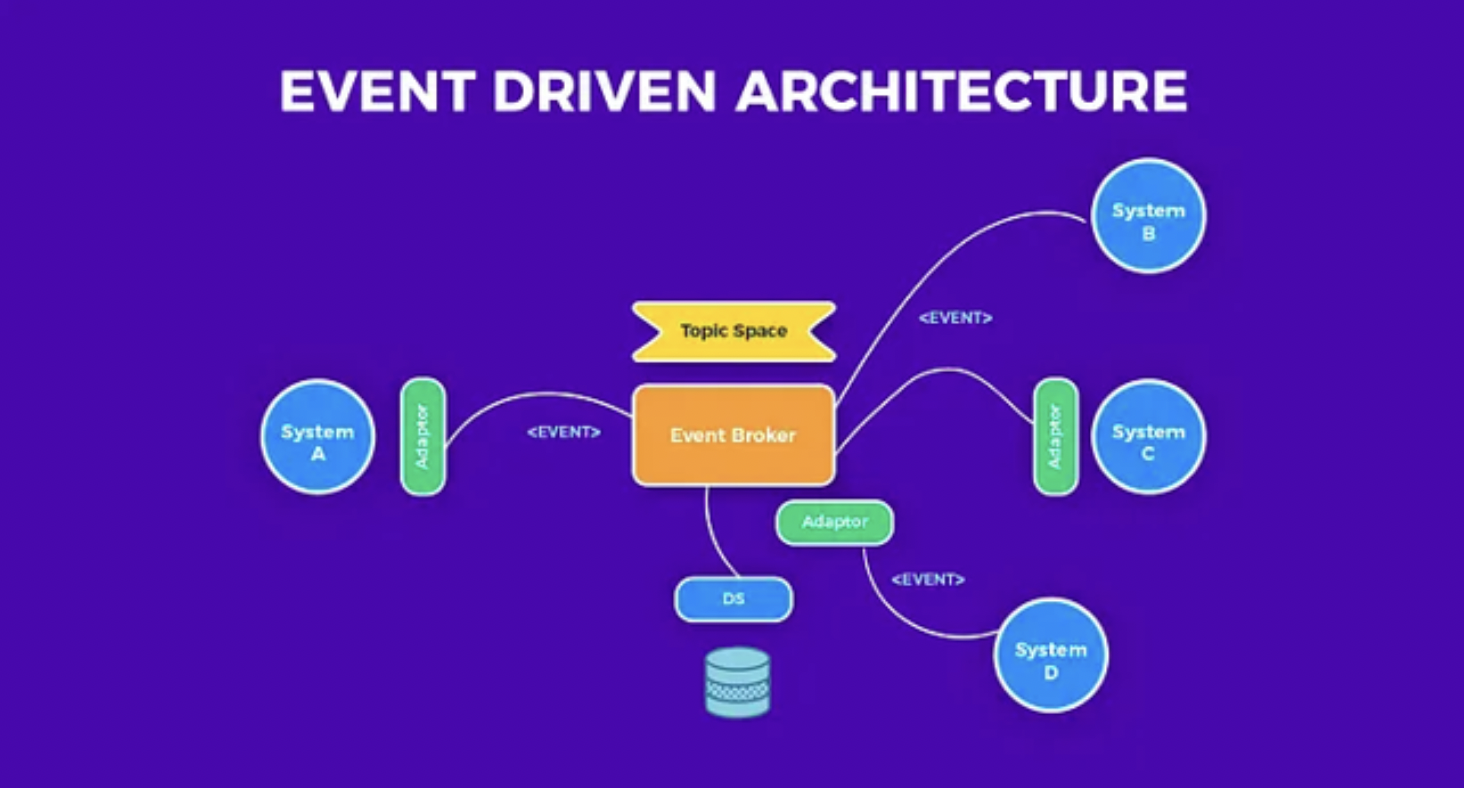 EVENT DRIVEN ARCHITECTURE
System
B
<EVENT>
Topic Space
System
A
Adaptor
<EVENT>
Event Broker
Adaptor
System
C
Adaptor
<EVENT>
DS
System
D